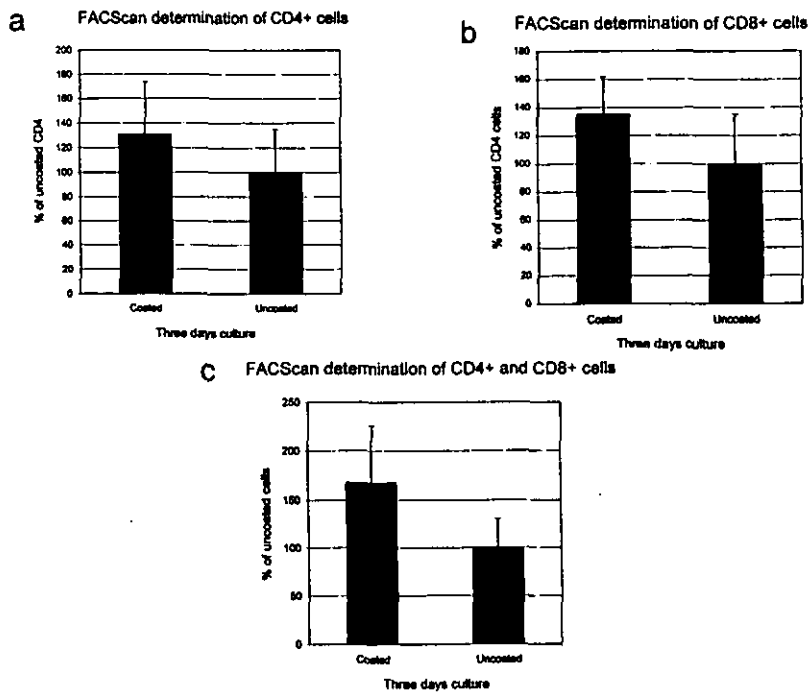 a
FACScan determination of CD4+ cells
% of uncoated CD4
200
180
160
140
120
100
80
60
40
20
0
Coated
Uncoated
Three days culture
b
FACScan determination of CD8+ cells
% of uncoated CD4 cells
180
160
140
120
100
80
60
40
20
0
Coated
Uncoated
Three days culture
c
FACScan determination of CD4+ and CD8+ cells
% of uncoated cells
250
200
150
100
50
0
Coated
Uncoated
Three days culture